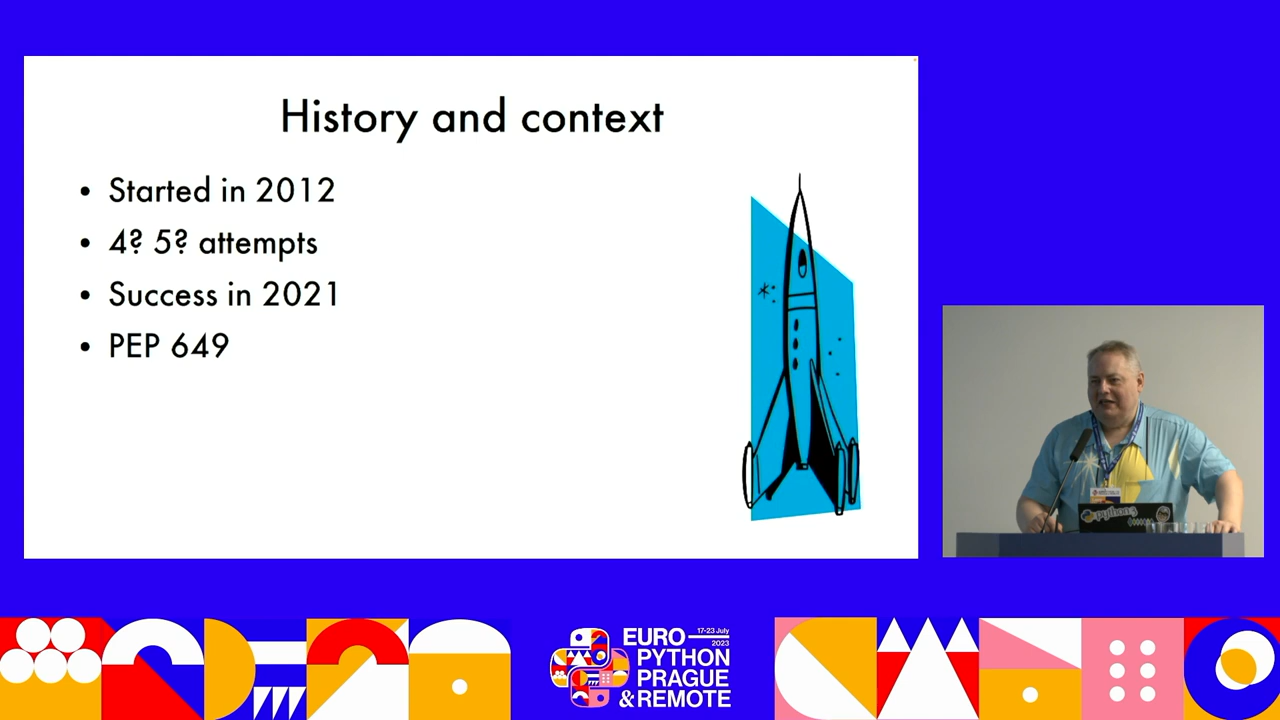 History and context
• Started in 2012
• 4? 5? attempts
• Success in 2021
• PEP 649
python3
17-23 July
2023
EURO
PYTHON
PRAGUE
& REMOTE